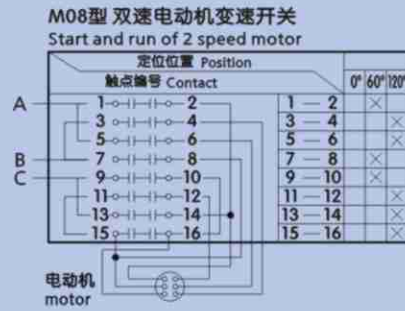 M08型 双速电动机变速开关
Start and run of 2 speed motor
定位位置 Position
触点编号 Contact
0° 60° 120°
A 1 2 1 — 2 ×
3 4 3 — 4 ×
5 6 5 — 6 ×
B 7 8 7 — 8 ×
C 9 10 9 — 10 ×
11 12 11 — 12 ×
13 14 13 — 14 ×
15 16 15 — 16 ×
电动机
motor